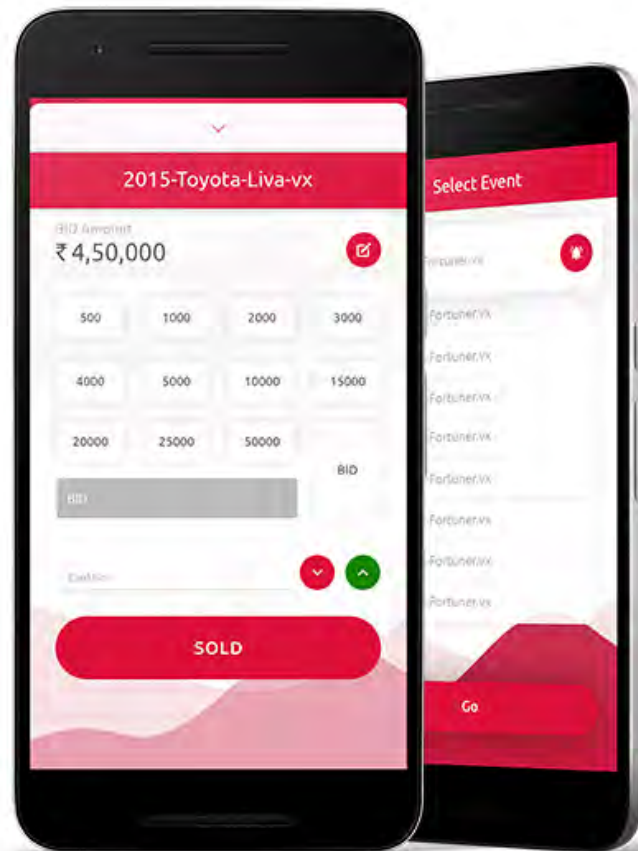 2015-Toyota-Liva-vx
BID Amount
₹ 4,50,000
500 1000 2000 3000
4000 5000 10000 15000
20000 25000 50000
BID
BID
SOLD
Select Event
Fortuner.vx
Fortuner.vx
Fortuner.vx
Fortuner.vx
Fortuner.vx
Fortuner.vx
Fortuner.vx
Fortuner.vx
Fortuner.vx
Go